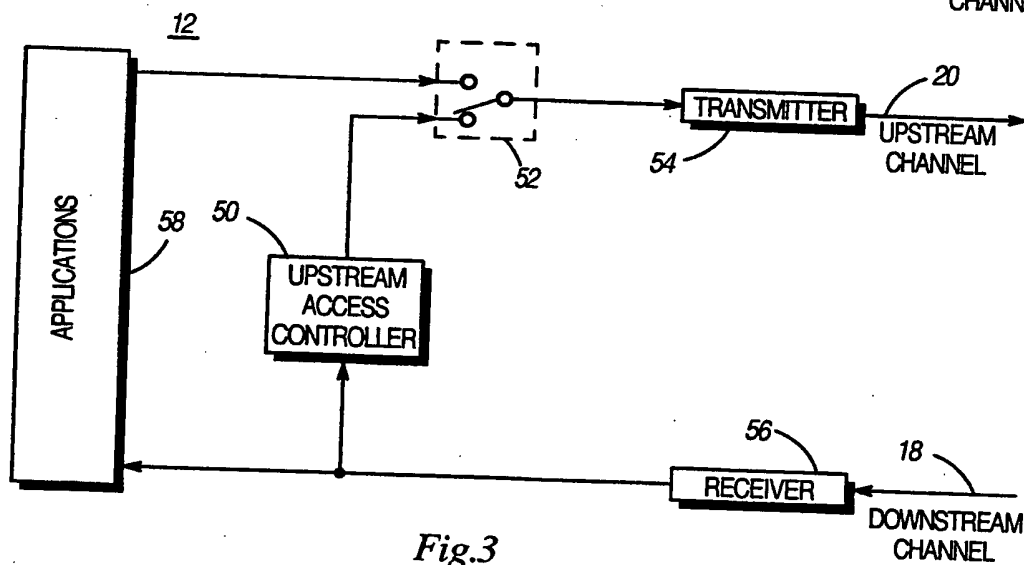 CHANN
12
20
TRANSMITTER
UPSTREAM
CHANNEL
52
54
APPLICATIONS
58
50
UPSTREAM
ACCESS
CONTROLLER
56
18
RECEIVER
DOWNSTREAM
CHANNEL
Fig.3